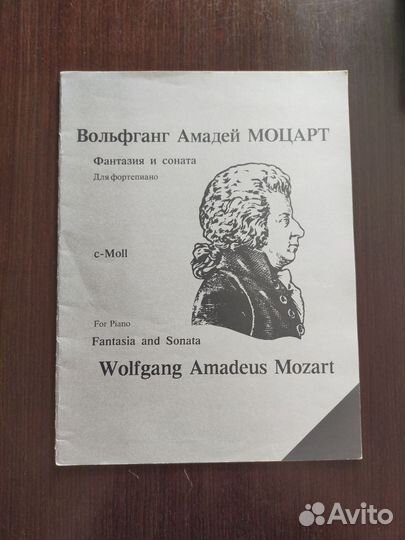 Вольфганг Амадей МОЦАРТ
Фантазия и соната
Для фортепиано
c-Moll
For Piano
Fantasia and Sonata
Wolfgang Amadeus Mozart
Avito